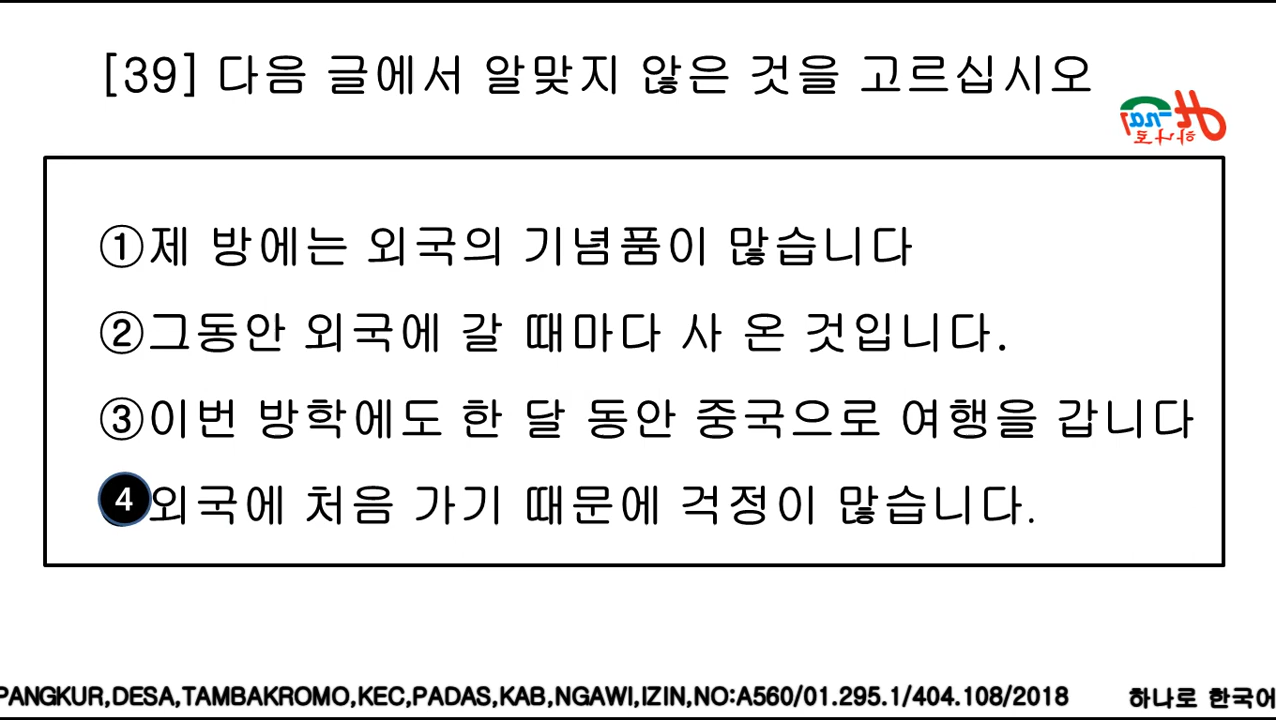 [39] 다음 글에서 알맞지 않은 것을 고르십시오
H-na
하나로
①제 방에는 외국의 기념품이 많습니다
②그동안 외국에 갈 때마다 사 온 것입니다.
③이번 방학에도 한 달 동안 중국으로 여행을 갑니다
4외국에 처음 가기 때문에 걱정이 많습니다.
PANGKUR,DESA,TAMBAKROMO,KEC,PADAS,KAB,NGAWI,IZIN,NO:A560/01.295.1/404.108/2018 하나로 한국어